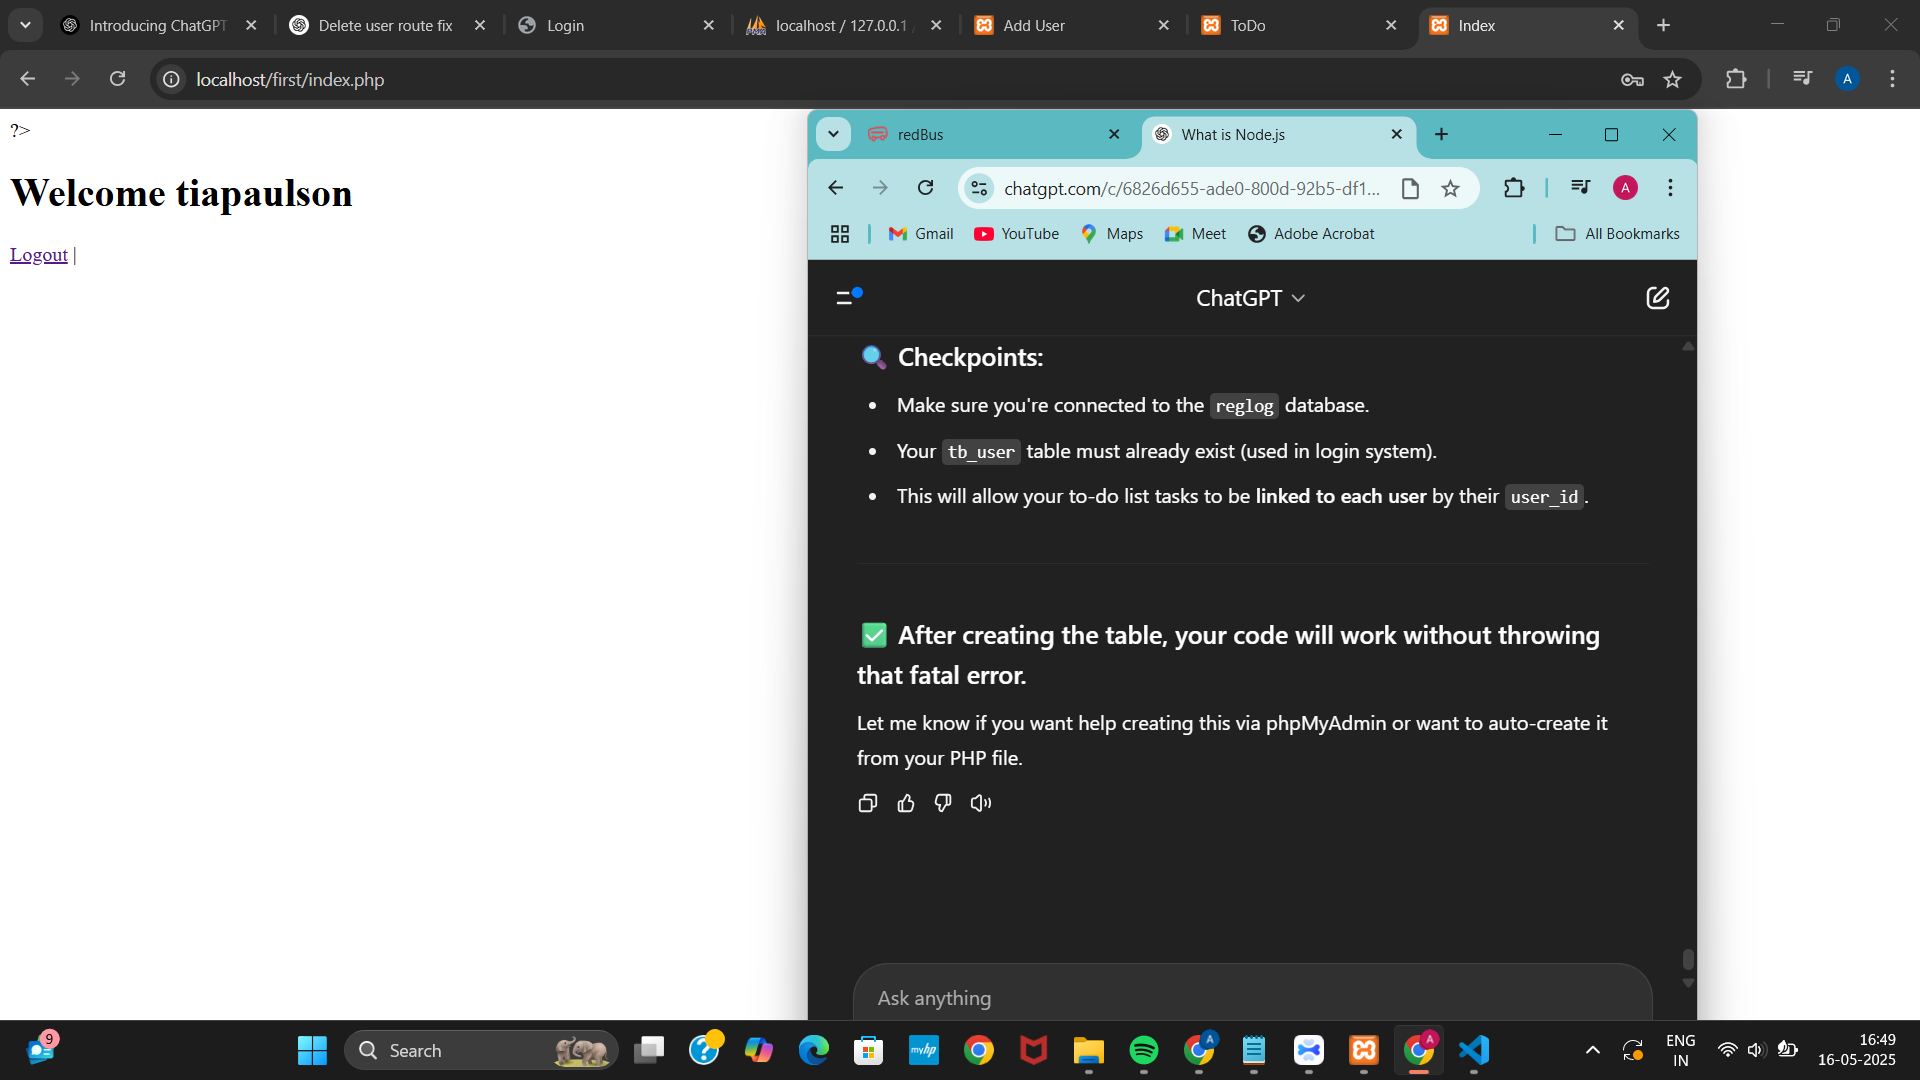 Introducing ChatGPT
Delete user route fix
Login
localhost / 127.0.0.1 /
Add User
ToDo
Index
localhost/first/index.php
A
?>
Welcome tiapaulson
Logout |
redBus
What is Node.js
chatgpt.com/c/6826d655-ade0-800d-92b5-df1...
A
Gmail
YouTube
Maps
Meet
Adobe Acrobat
All Bookmarks
ChatGPT
Checkpoints:
Make sure you're connected to the reglog database.
Your tb_user table must already exist (used in login system).
This will allow your to-do list tasks to be linked to each user by their user_id.
After creating the table, your code will work without throwing
that fatal error.
Let me know if you want help creating this via phpMyAdmin or want to auto-create it
from your PHP file.
Ask anything
9
Search
myhp
A
A
ENG
IN
16:49
16-05-2025